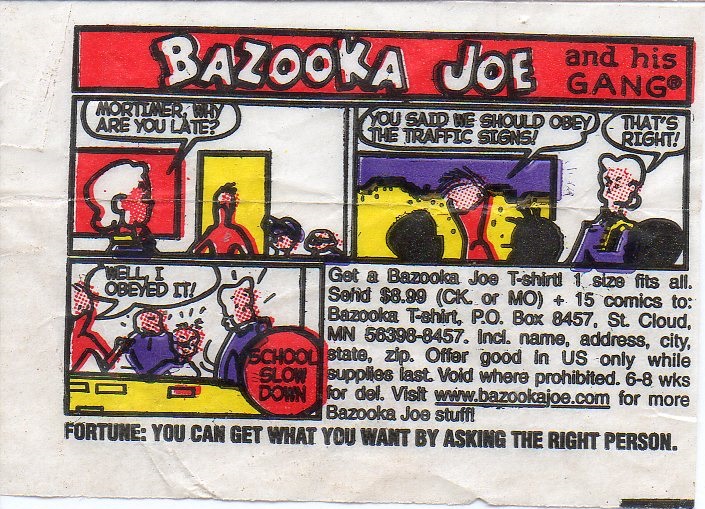 BAZOOKA JOE and his
GANG®
MORTIMER, WHY
ARE YOU LATE?
YOU SAID WE SHOULD OBEY
THE TRAFFIC SIGNS!
THAT'S
RIGHT!
WELL, I
OBEYED IT!
SCHOOL
SLOW
DOWN
Get a Bazooka Joe T-shirt! 1 size fits all.
Send $8.99 (CK. or MO) + 15 comics to:
Bazooka T-shirt, P.O. Box 8457, St. Cloud,
MN 56398-8457. Incl. name, address, city,
state, zip. Offer good in US only while
supplies last. Void where prohibited. 6-8 wks
for del. Visit www.bazookajoe.com for more
Bazooka Joe stuff!
FORTUNE: YOU CAN GET WHAT YOU WANT BY ASKING THE RIGHT PERSON.